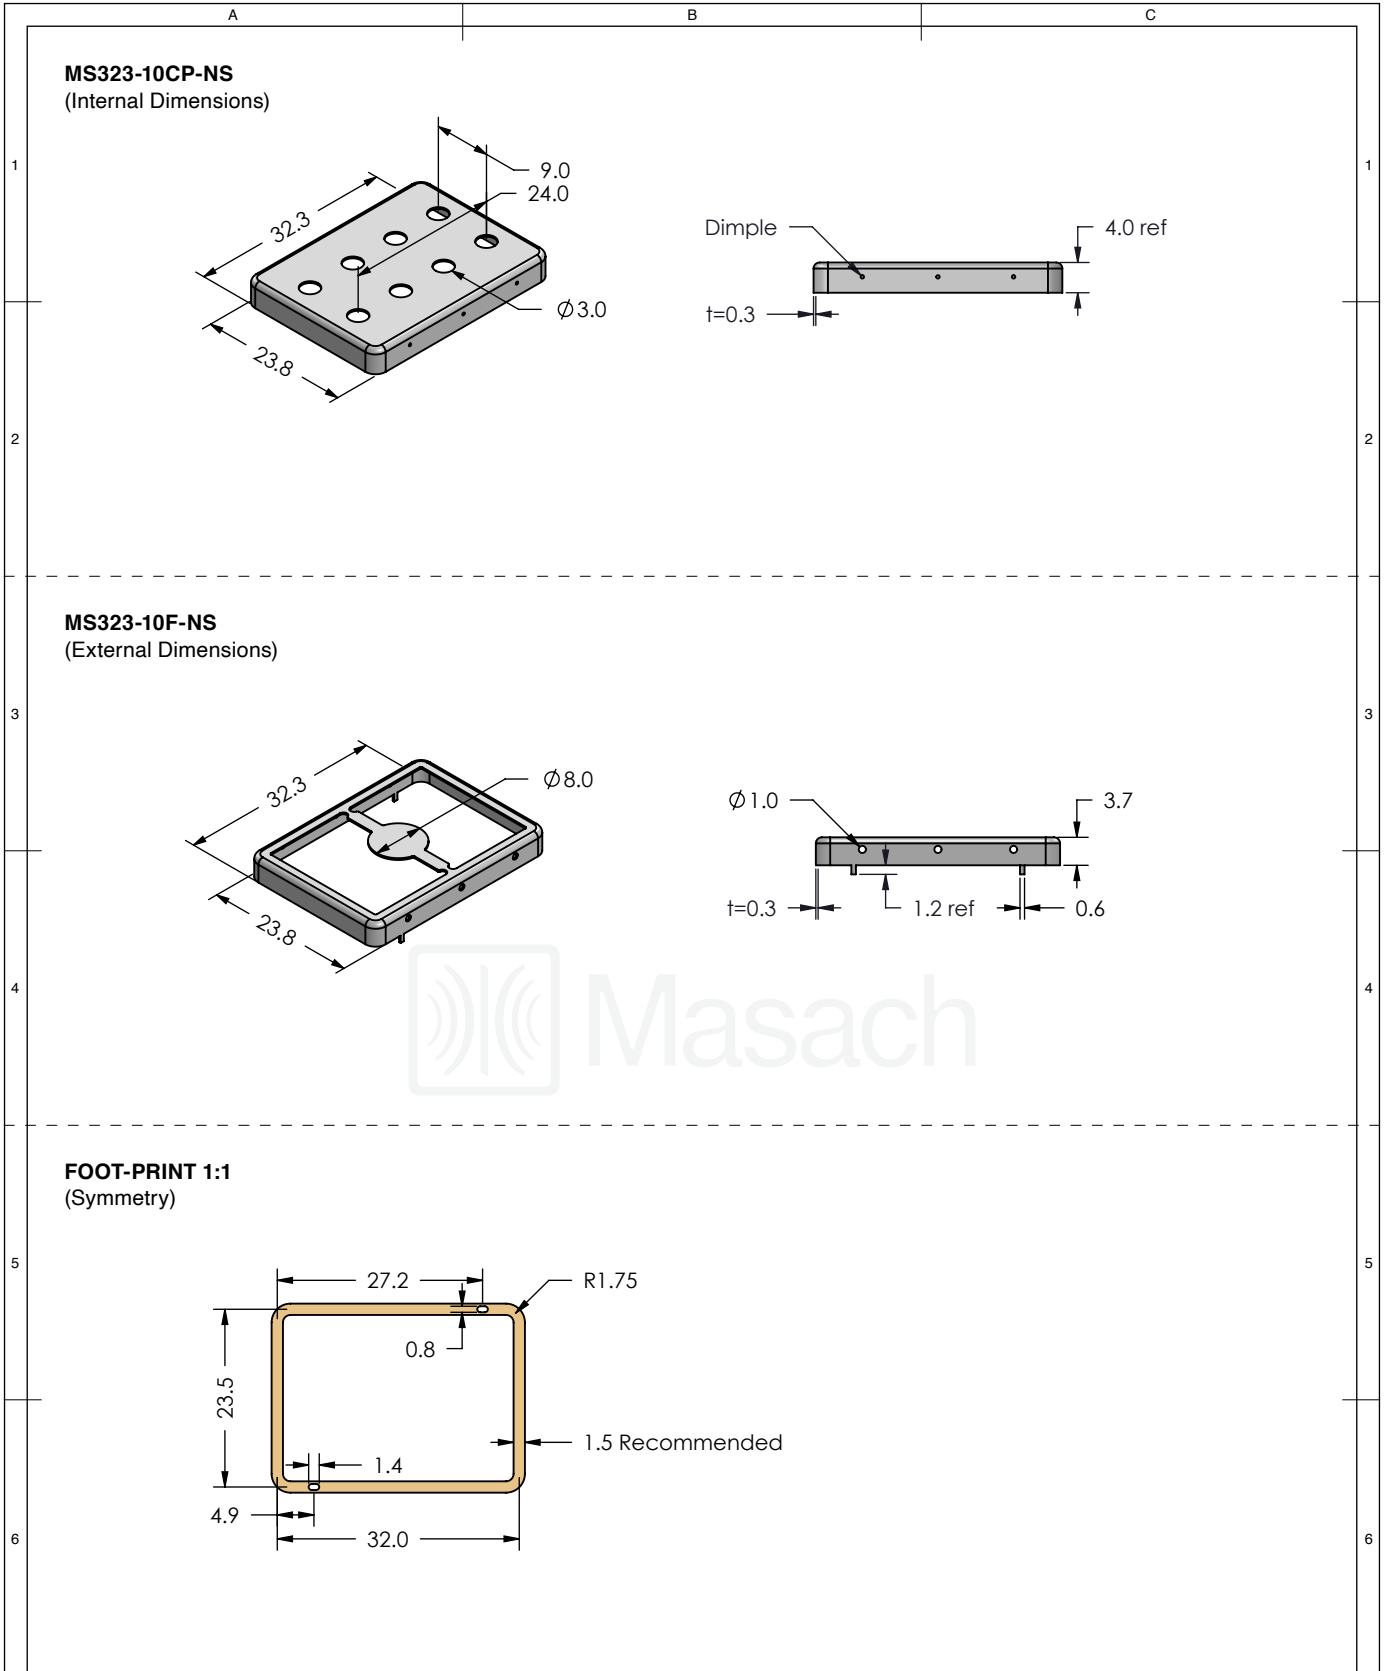 A B C
MS323-10CP-NS
(Internal Dimensions)
1 1
9.0
24.0
32.3
Dimple
4.0 ref
Ø3.0
t=0.3
23.8
2 2
MS323-10F-NS
(External Dimensions)
3 3
32.3
Ø8.0
Ø1.0
3.7
t=0.3
1.2 ref
0.6
23.8
4 4
Masach
FOOT-PRINT 1:1
(Symmetry)
5 5
27.2
R1.75
0.8
23.5
1.5 Recommended
1.4
4.9
32.0
6 6